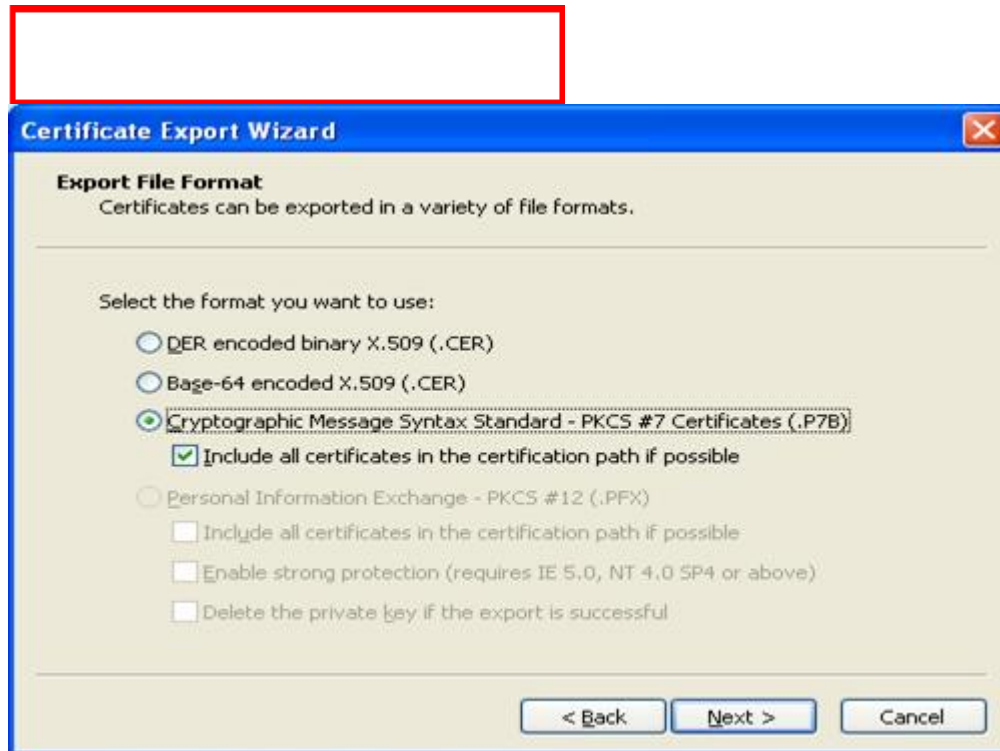 Certificate Export Wizard
Export File Format
Certificates can be exported in a variety of file formats.
Select the format you want to use:
DER encoded binary X.509 (.CER)
Base-64 encoded X.509 (.CER)
Cryptographic Message Syntax Standard - PKCS #7 Certificates (.P7B)
Include all certificates in the certification path if possible
Personal Information Exchange - PKCS #12 (.PFX)
Include all certificates in the certification path if possible
Enable strong protection (requires IE 5.0, NT 4.0 SP4 or above)
Delete the private key if the export is successful
< Back Next > Cancel